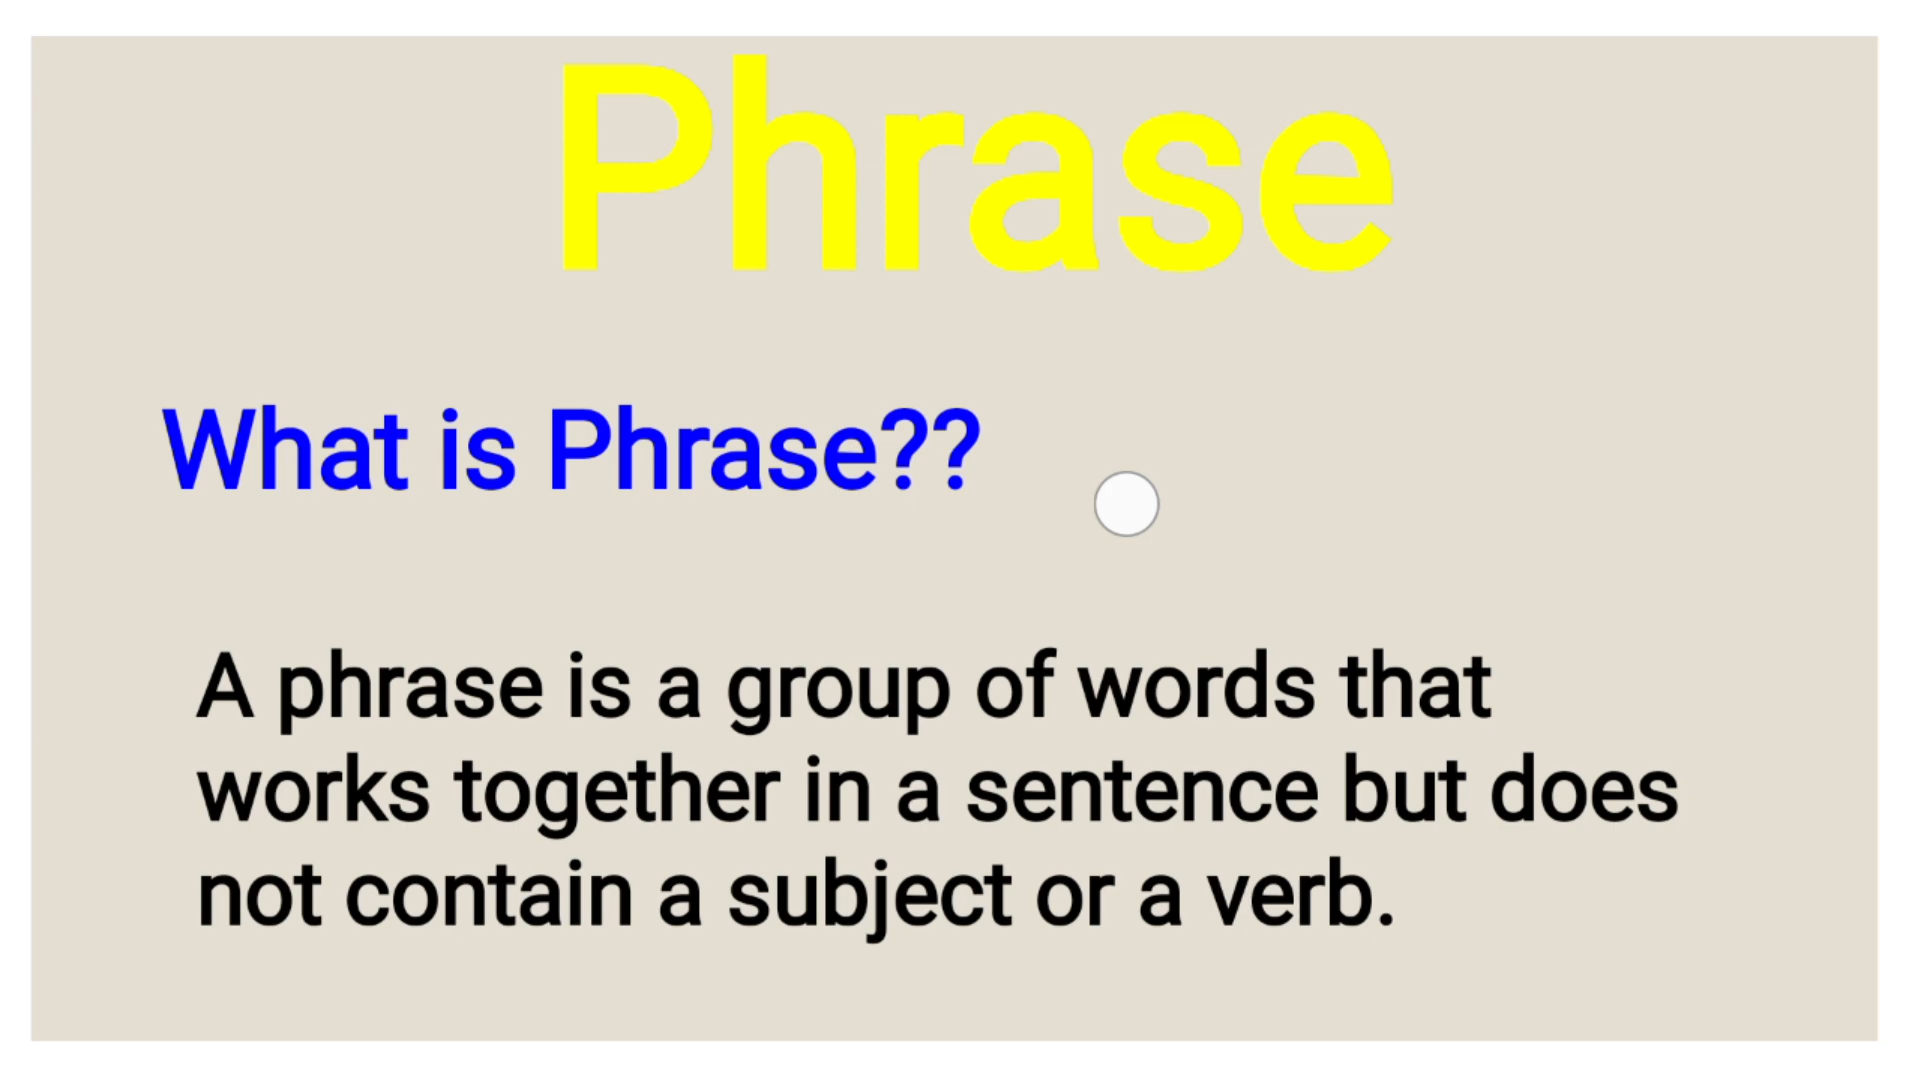 Phrase
What is Phrase??
A phrase is a group of words that
works together in a sentence but does
not contain a subject or a verb.